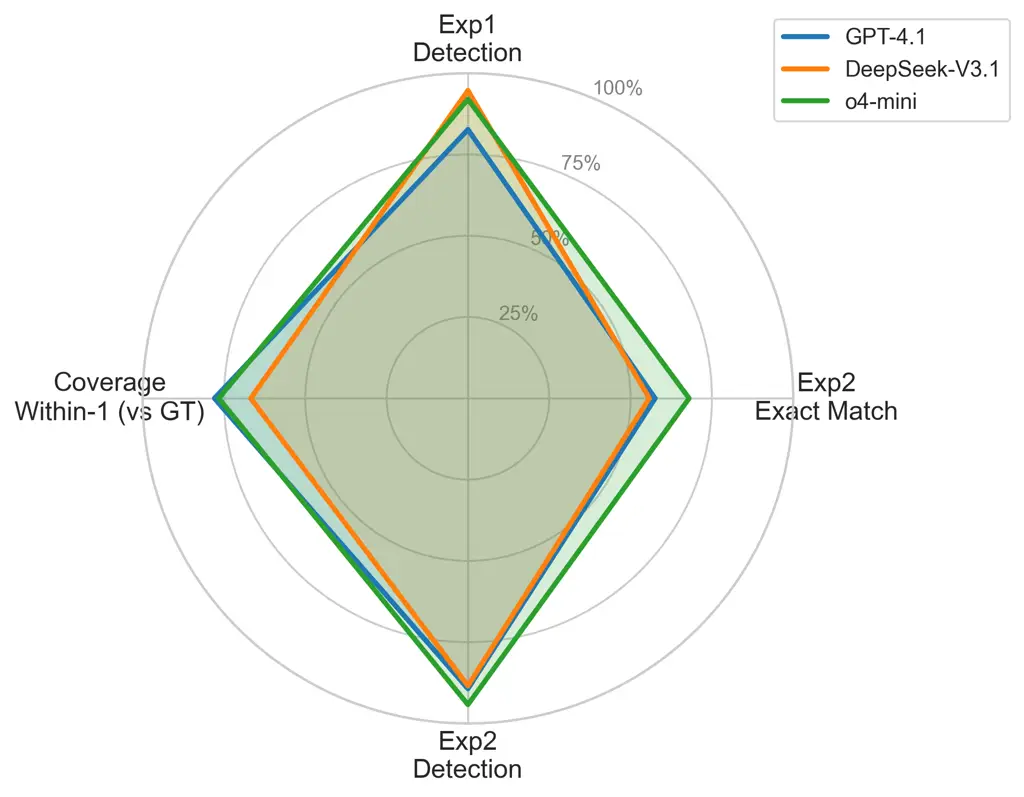 Exp1
Detection
GPT-4.1
DeepSeek-V3.1
o4-mini
100%
75%
50%
25%
Coverage
Within-1 (vs GT)
Exp2
Exact Match
Exp2
Detection